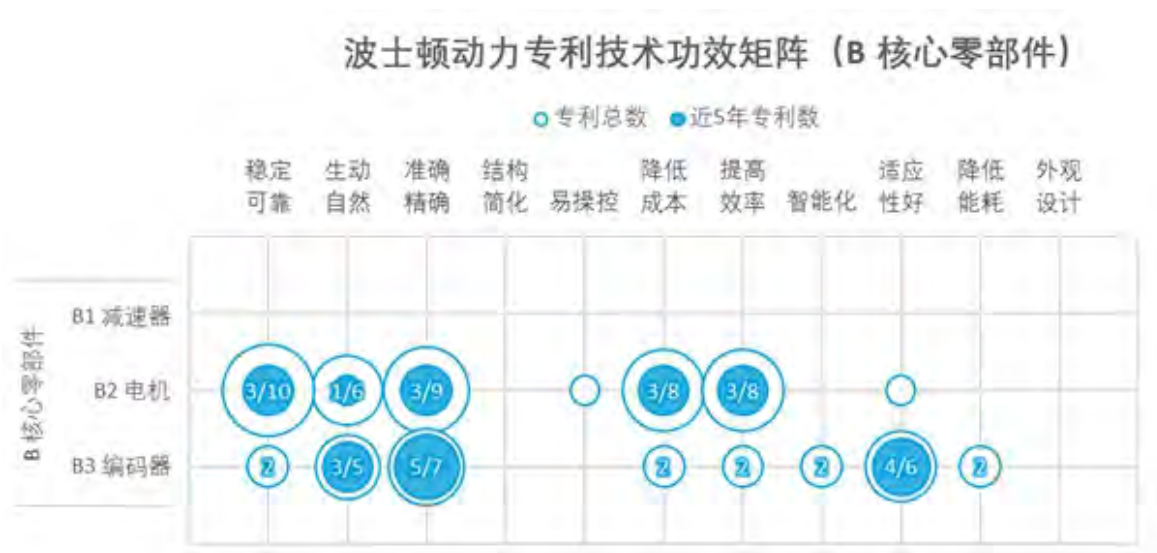 波士顿动力专利技术功效矩阵（B 核心零部件）
专利总数 近5年专利数
稳定 生动 准确 结构 降低 提高 适应 降低 外观
可靠 自然 精确 简化 易操控 成本 效率 智能化 性好 能耗 设计
B 核心零部件
B1 减速器
B2 电机
3/10 1/6 3/9 3/8 3/8
B3 编码器
2 3/5 5/7 2 2 2 4/6 2